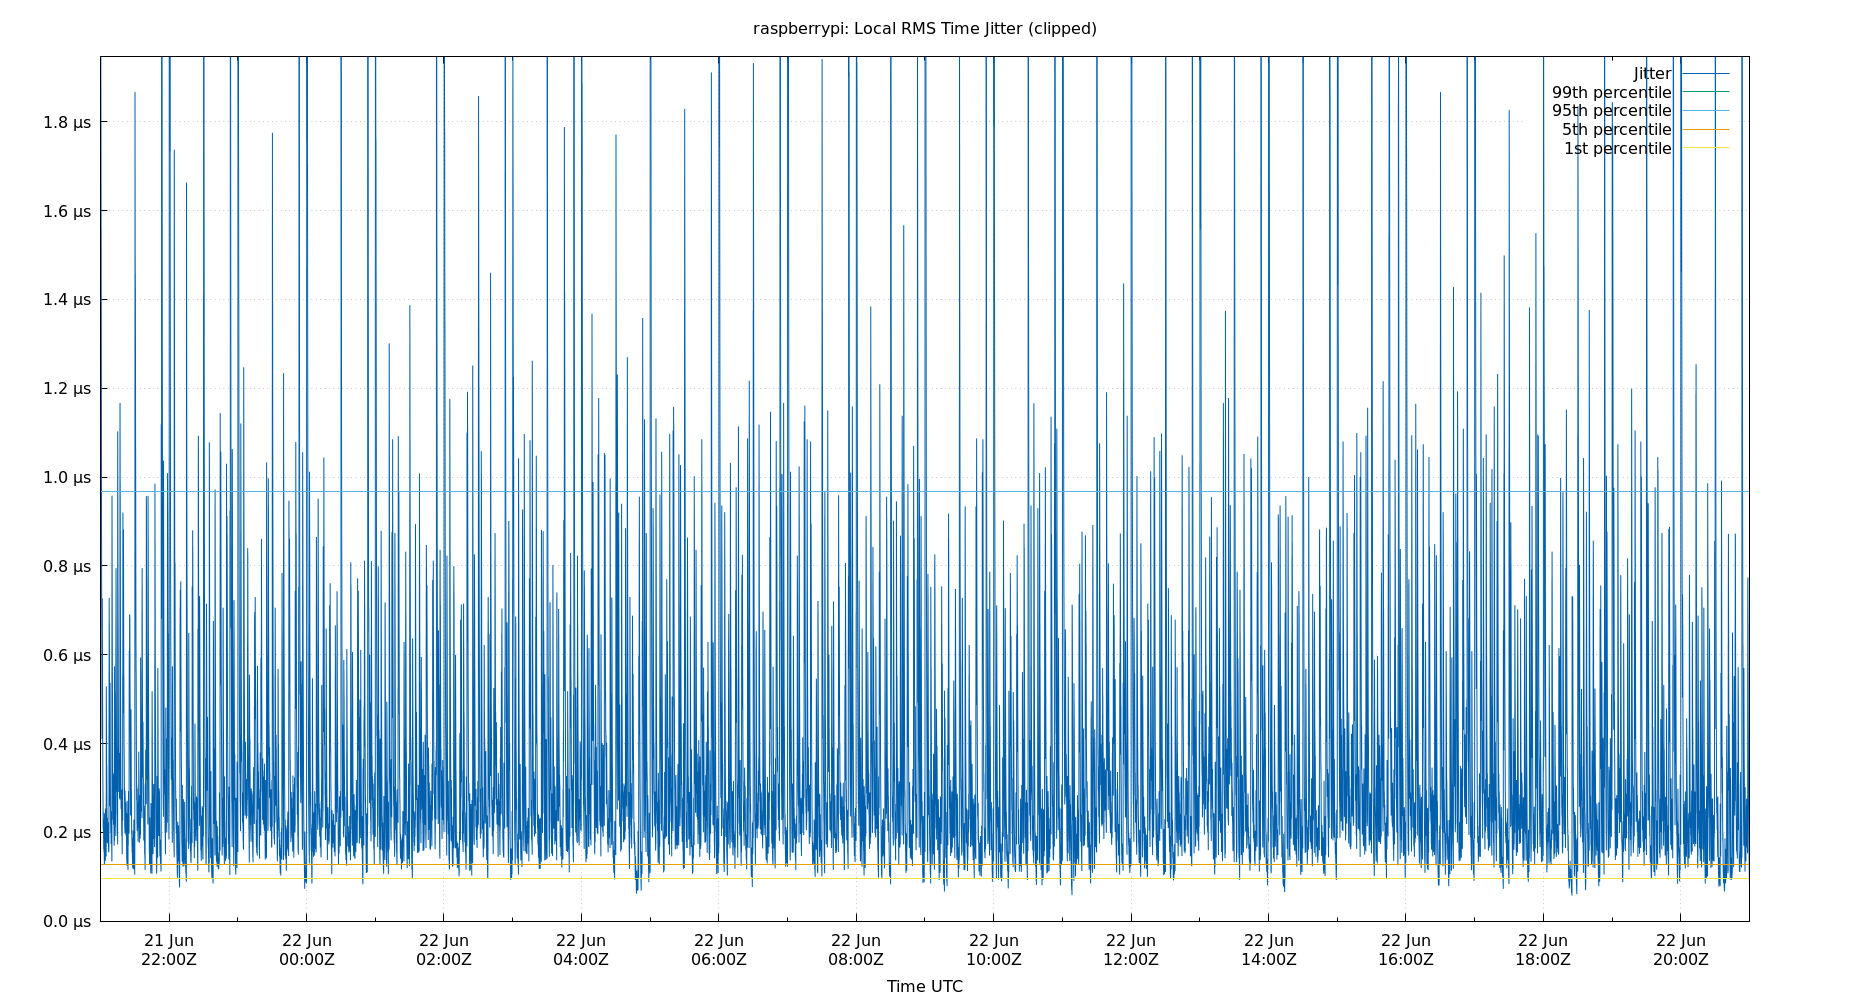 raspberrypi: Local RMS Time Jitter (clipped)
Jitter
99th percentile
95th percentile
5th percentile
1st percentile
1.8 μs
1.6 μs
1.4 μs
1.2 μs
1.0 μs
0.8 μs
0.6 μs
0.4 μs
0.2 μs
0.0 μs
21 Jun 22 Jun 22 Jun 22 Jun 22 Jun 22 Jun 22 Jun 22 Jun 22 Jun 22 Jun 22 Jun 22 Jun
22:00Z 00:00Z 02:00Z 04:00Z 06:00Z 08:00Z 10:00Z 12:00Z 14:00Z 16:00Z 18:00Z 20:00Z
Time UTC